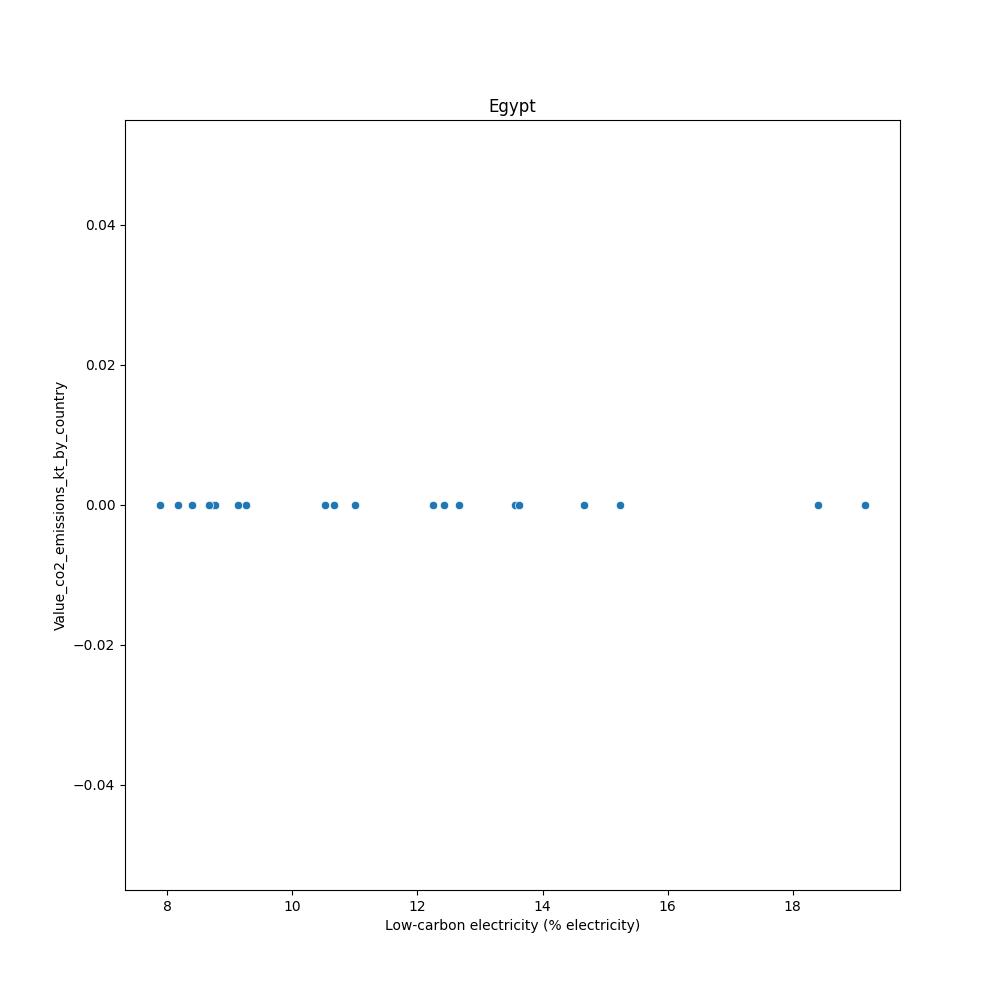 Egypt
0.04
0.02
0.00
−0.02
−0.04
Value_co2_emissions_kt_by_country
8 10 12 14 16 18
Low-carbon electricity (% electricity)